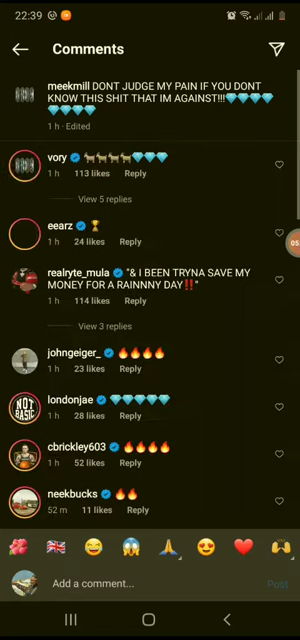 22:39
Comments
meekmill DONT JUDGE MY PAIN IF YOU DONT
KNOW THIS SHIT THAT IM AGAINST!!!💎💎💎💎
💎💎💎💎
1 h · Edited
vory 🐐🐐🐐🐐💎💎💎
1 h 113 likes Reply
View 5 replies
eearz 🏆
1 h 24 likes Reply
05
realryte_mula "& I BEEN TRYNA SAVE MY
MONEY FOR A RAINNNY DAY‼️"
1 h 114 likes Reply
View 3 replies
johngeiger_ 🔥🔥🔥🔥
1 h 23 likes Reply
NOT
BASIC
londonjae 💎💎💎💎💎
1 h 28 likes Reply
cbrickley603 🔥🔥🔥🔥
1 h 52 likes Reply
neekbucks 🔥🔥
52 m 11 likes Reply
Add a comment... Post